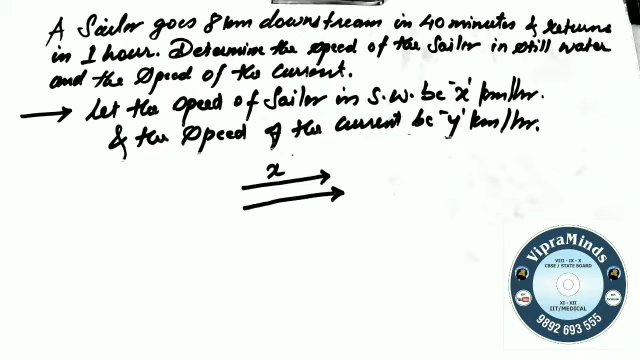 A Sailor goes 8 km downstream in 40 minutes & returns
in 1 hour. Determine the speed of the Sailor in still water
and the Speed of the current.
→ Let the speed of Sailor in s.w. be 'x' km/hr.
& the Speed of the current be 'y' km/hr.
x
VipraMinds
VIII - IX - X
CBSE / STATE BOARD
XI - XII
IIT/MEDICAL
9892 693 555